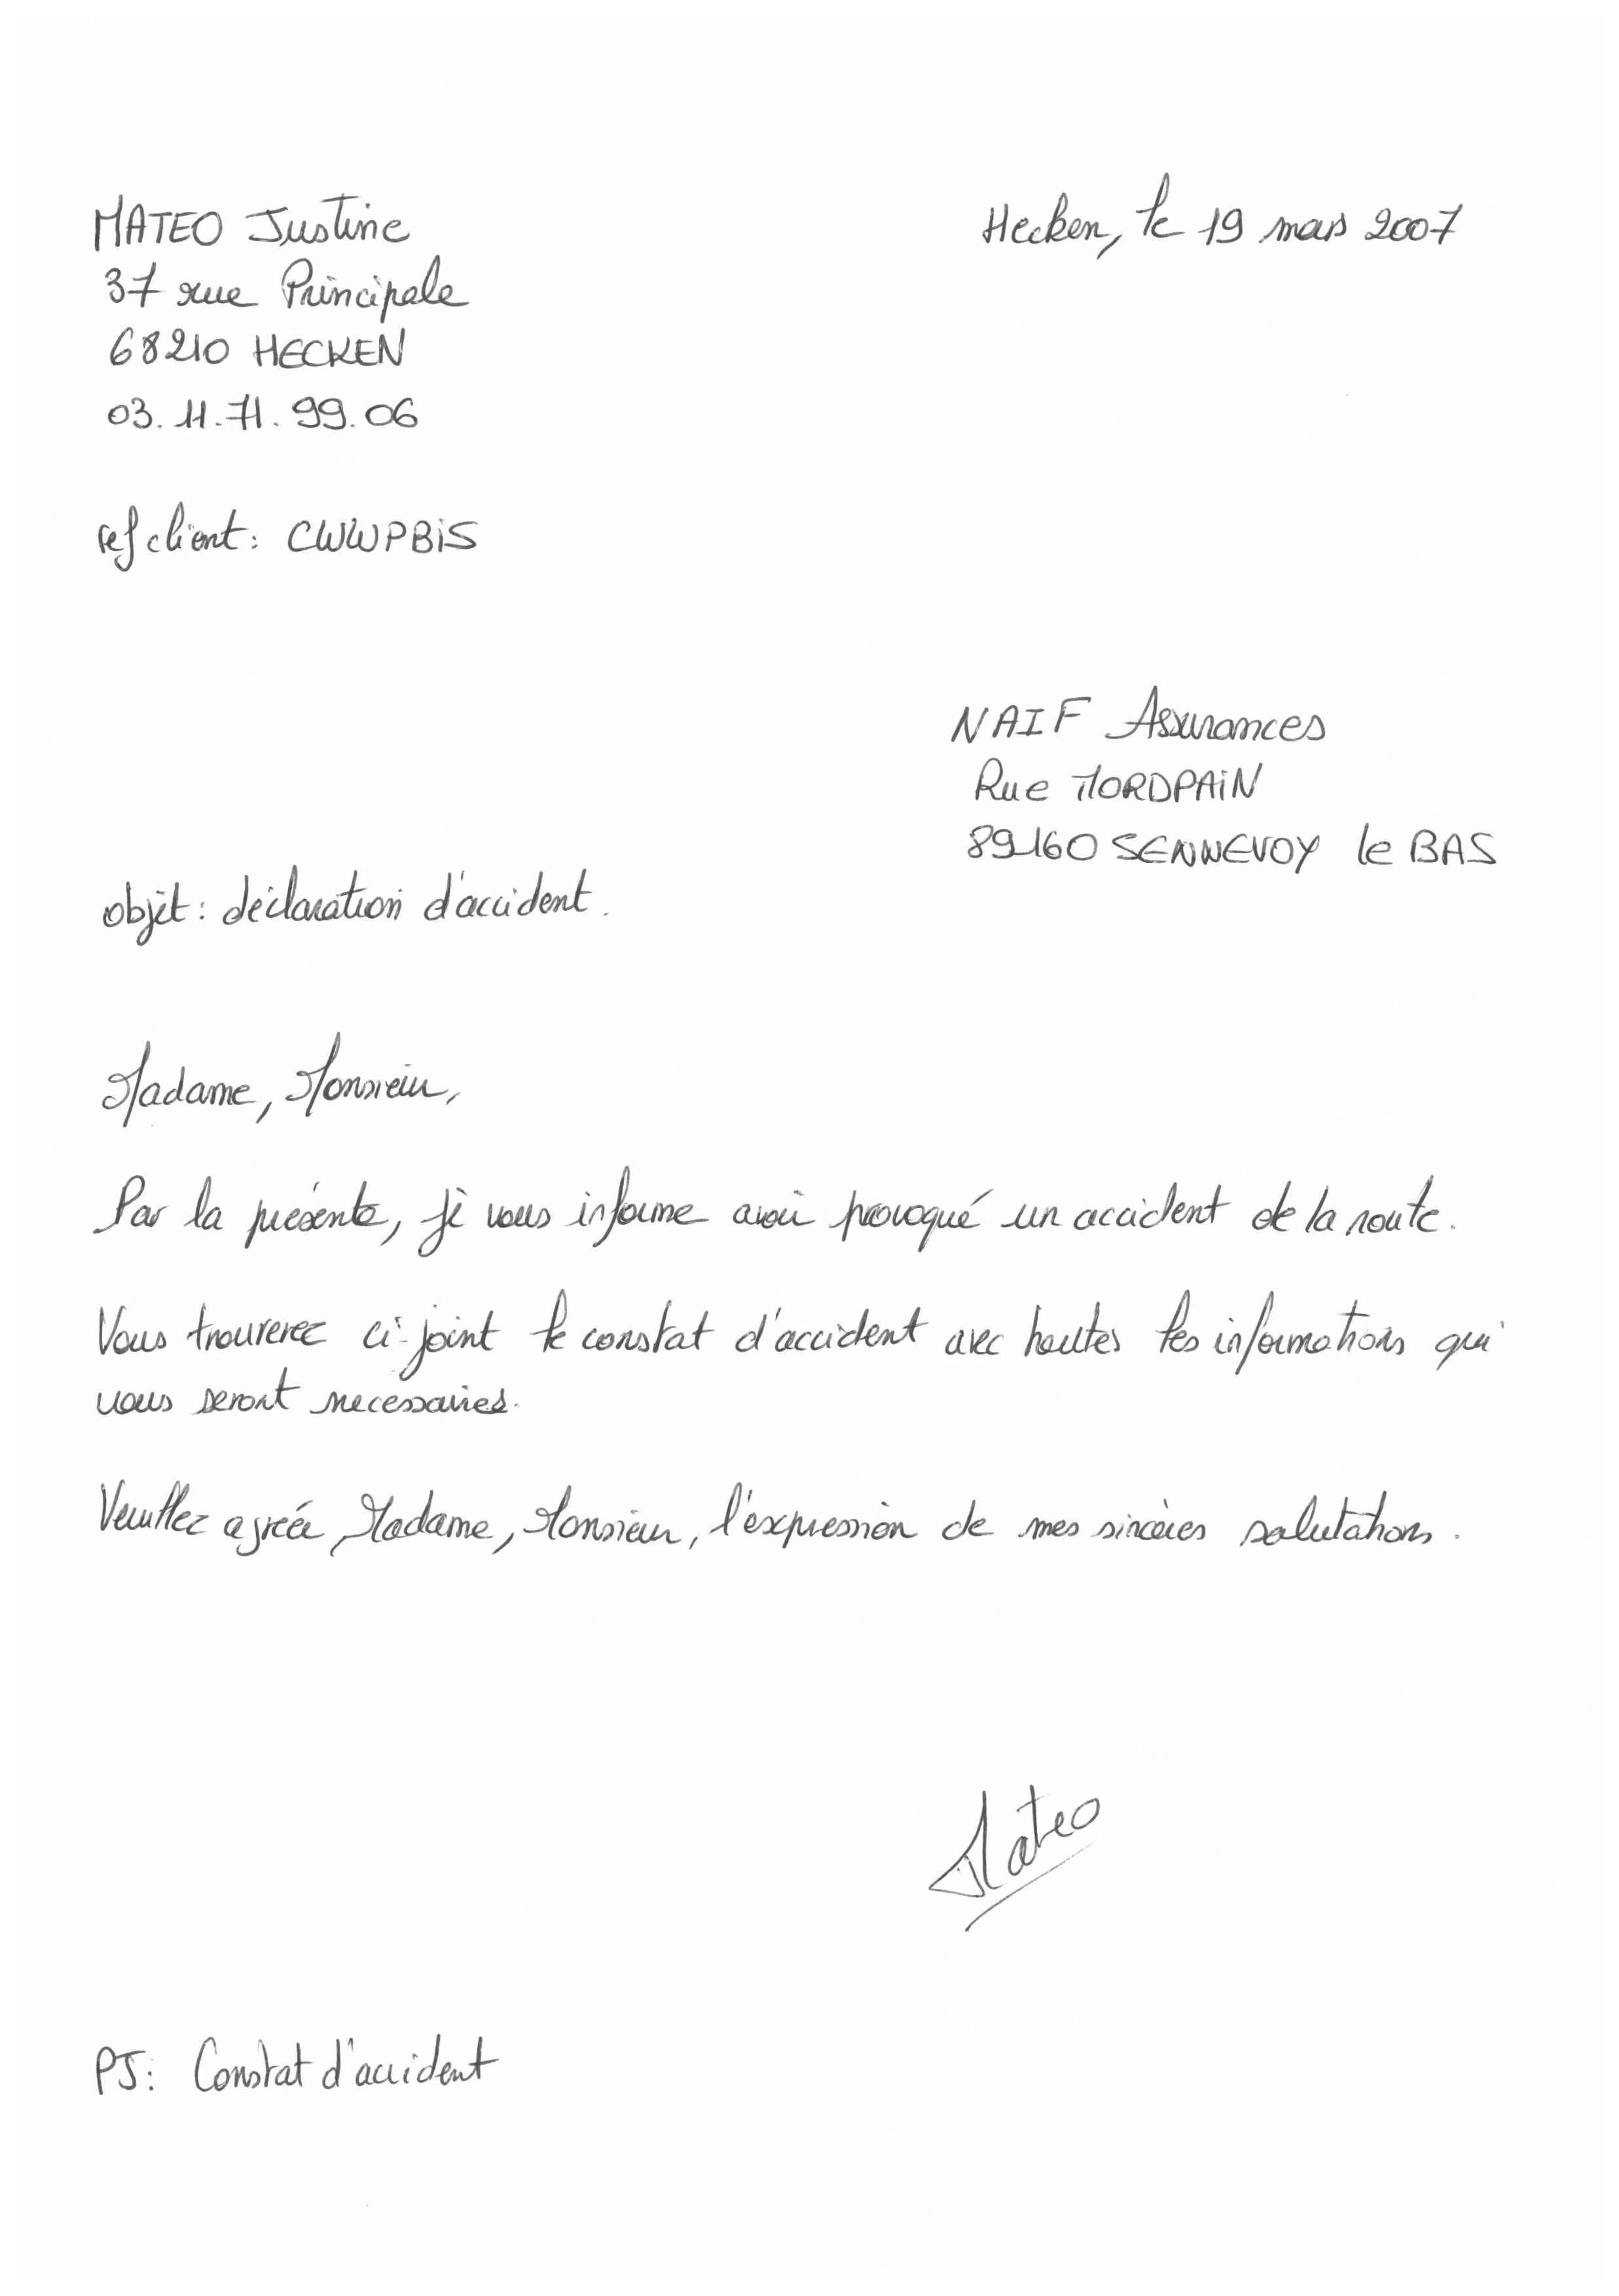 MATEO Justine
37 rue Principale
68210 HECKEN
03.11.71.99.06
Hecken, le 19 mars 2007
ref client : CWWPBIS
NAIF Assurances
Rue MORDPAIN
89160 SENNEVOY le BAS
objet : déclaration d'accident.
Madame, Monsieur,
Par la présente, je vous informe avoir provoqué un accident de la route.
Vous trouverez ci-joint le constat d'accident avec toutes les informations qui
vous seront necessaires.
Veuillez agréer Madame, Monsieur, l'expression de mes sincères salutations.
Mateo
PJ : Constat d'accident